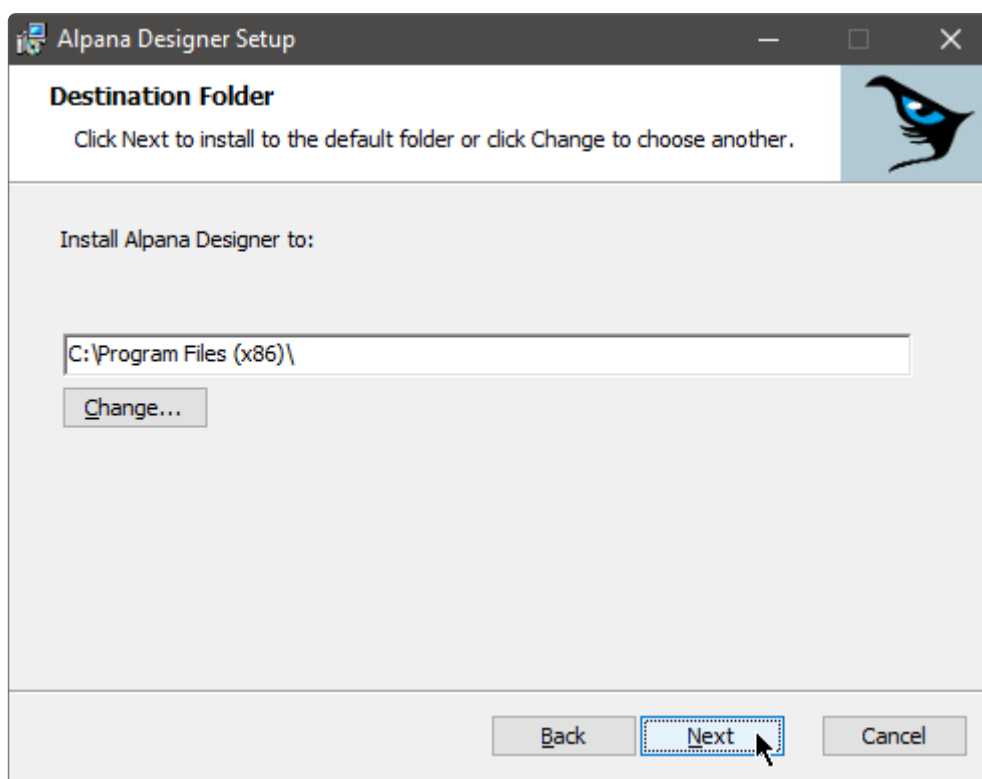 Alpana Designer Setup
Destination Folder
Click Next to install to the default folder or click Change to choose another.
Install Alpana Designer to:
C:\Program Files (x86)\
Change...
Back Next Cancel